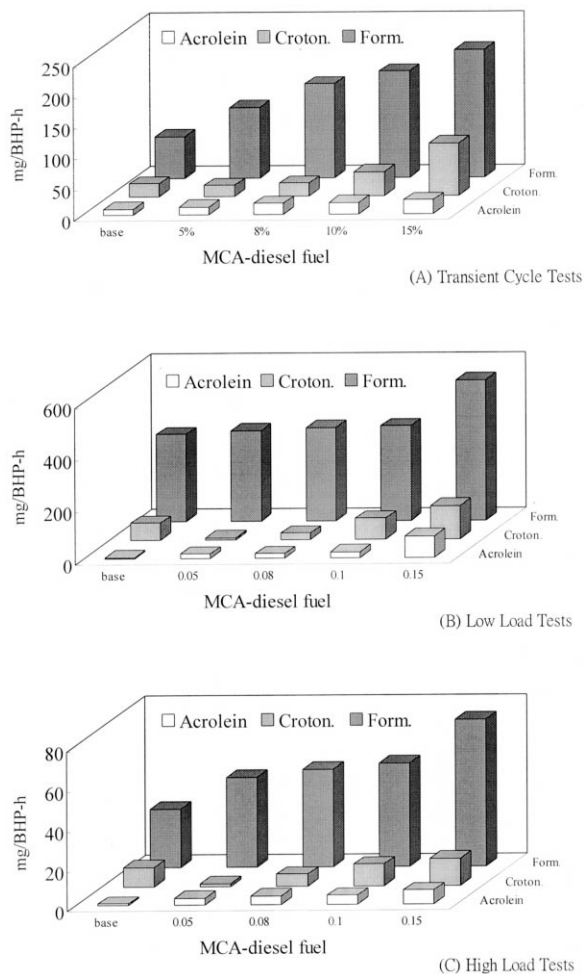 Acrolein Croton. Form.
250
200
150
100
50
0
mg/BHP-h
Form.
Croton.
Acrolein
base 5% 8% 10% 15%
MCA-diesel fuel
(A) Transient Cycle Tests
Acrolein Croton. Form.
600
400
200
0
mg/BHP-h
Form.
Croton.
Acrolein
base 0.05 0.08 0.1 0.15
MCA-diesel fuel
(B) Low Load Tests
Acrolein Croton. Form.
80
60
40
20
0
mg/BHP-h
Form.
Croton.
Acrolein
base 0.05 0.08 0.1 0.15
MCA-diesel fuel
(C) High Load Tests